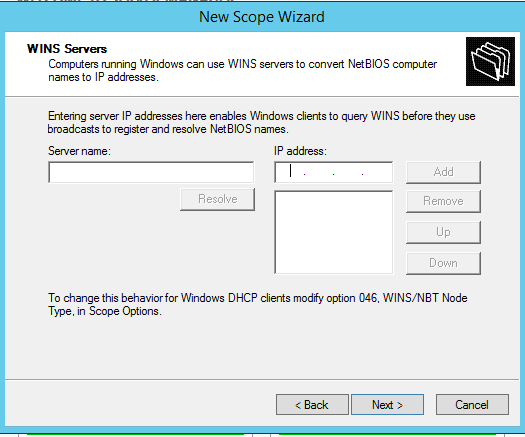 New Scope Wizard
WINS Servers
Computers running Windows can use WINS servers to convert NetBIOS computer
names to IP addresses.
Entering server IP addresses here enables Windows clients to query WINS before they use
broadcasts to register and resolve NetBIOS names.
Server name:
IP address:
. . .
Add
Resolve
Remove
Up
Down
To change this behavior for Windows DHCP clients modify option 046, WINS/NBT Node
Type, in Scope Options.
< Back
Next >
Cancel